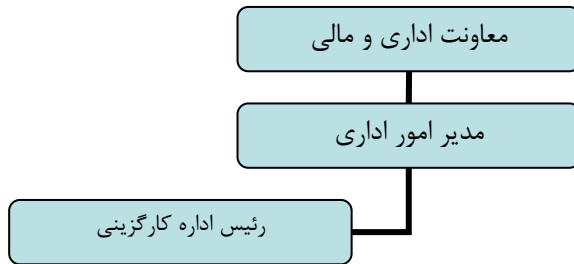 معاونت اداری و مالی
مدیر امور اداری
رئیس اداره کارگزینی